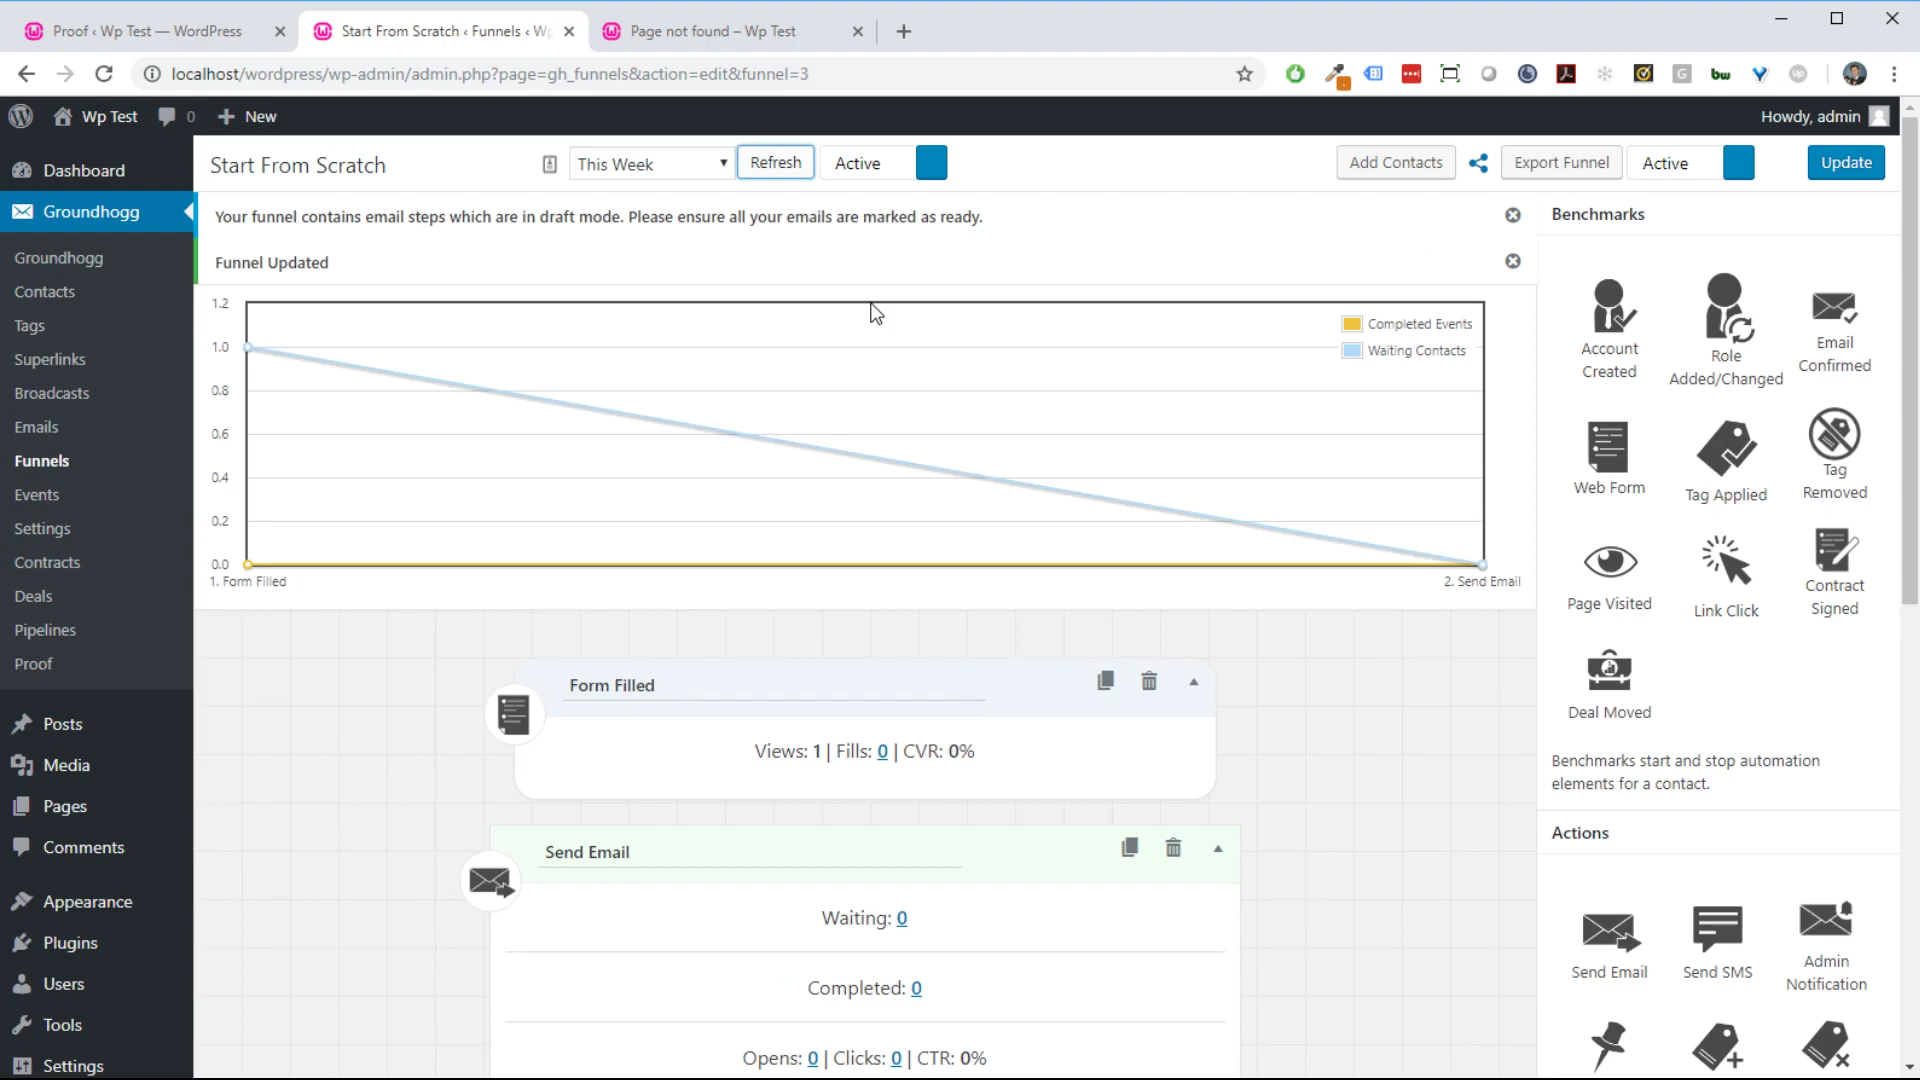 Proof ‹ Wp Test — WordPress
Start From Scratch ‹ Funnels ‹ Wp
Page not found – Wp Test
localhost/wordpress/wp-admin/admin.php?page=gh_funnels&action=edit&funnel=3
Wp Test
0
New
Howdy, admin
Dashboard
Groundhogg
Groundhogg
Contacts
Tags
Superlinks
Broadcasts
Emails
Funnels
Events
Settings
Contracts
Deals
Pipelines
Proof
Posts
Media
Pages
Comments
Appearance
Plugins
Users
Tools
Settings
Start From Scratch
This Week
Refresh
Active
Add Contacts
Export Funnel
Active
Update
Your funnel contains email steps which are in draft mode. Please ensure all your emails are marked as ready.
Funnel Updated
1.2
1.0
0.8
0.6
0.4
0.2
0.0
Completed Events
Waiting Contacts
1. Form Filled
2. Send Email
Form Filled
Views: 1 | Fills: 0 | CVR: 0%
Send Email
Waiting: 0
Completed: 0
Opens: 0 | Clicks: 0 | CTR: 0%
Benchmarks
Account
Created
Role
Added/Changed
Email
Confirmed
Web Form
Tag Applied
Tag
Removed
Page Visited
Link Click
Contract
Signed
Deal Moved
Benchmarks start and stop automation
elements for a contact.
Actions
Send Email
Send SMS
Admin
Notification